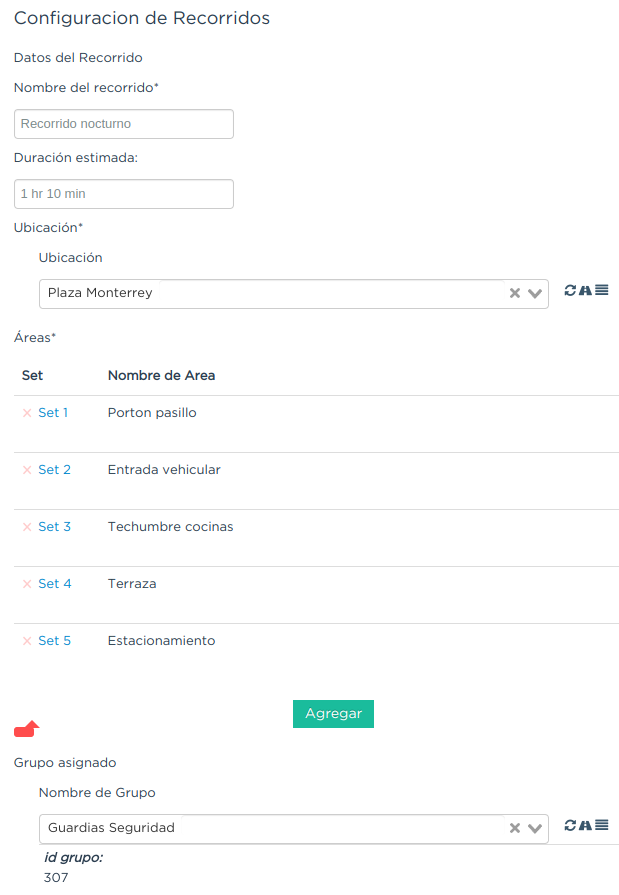 Configuracion de Recorridos
Datos del Recorrido
Nombre del recorrido*
Recorrido nocturno
Duración estimada:
1 hr 10 min
Ubicación*
Ubicación
Plaza Monterrey
Áreas*
Set Nombre de Area
Set 1 Porton pasillo
Set 2 Entrada vehicular
Set 3 Techumbre cocinas
Set 4 Terraza
Set 5 Estacionamiento
Agregar
Grupo asignado
Nombre de Grupo
Guardias Seguridad
id grupo:
307